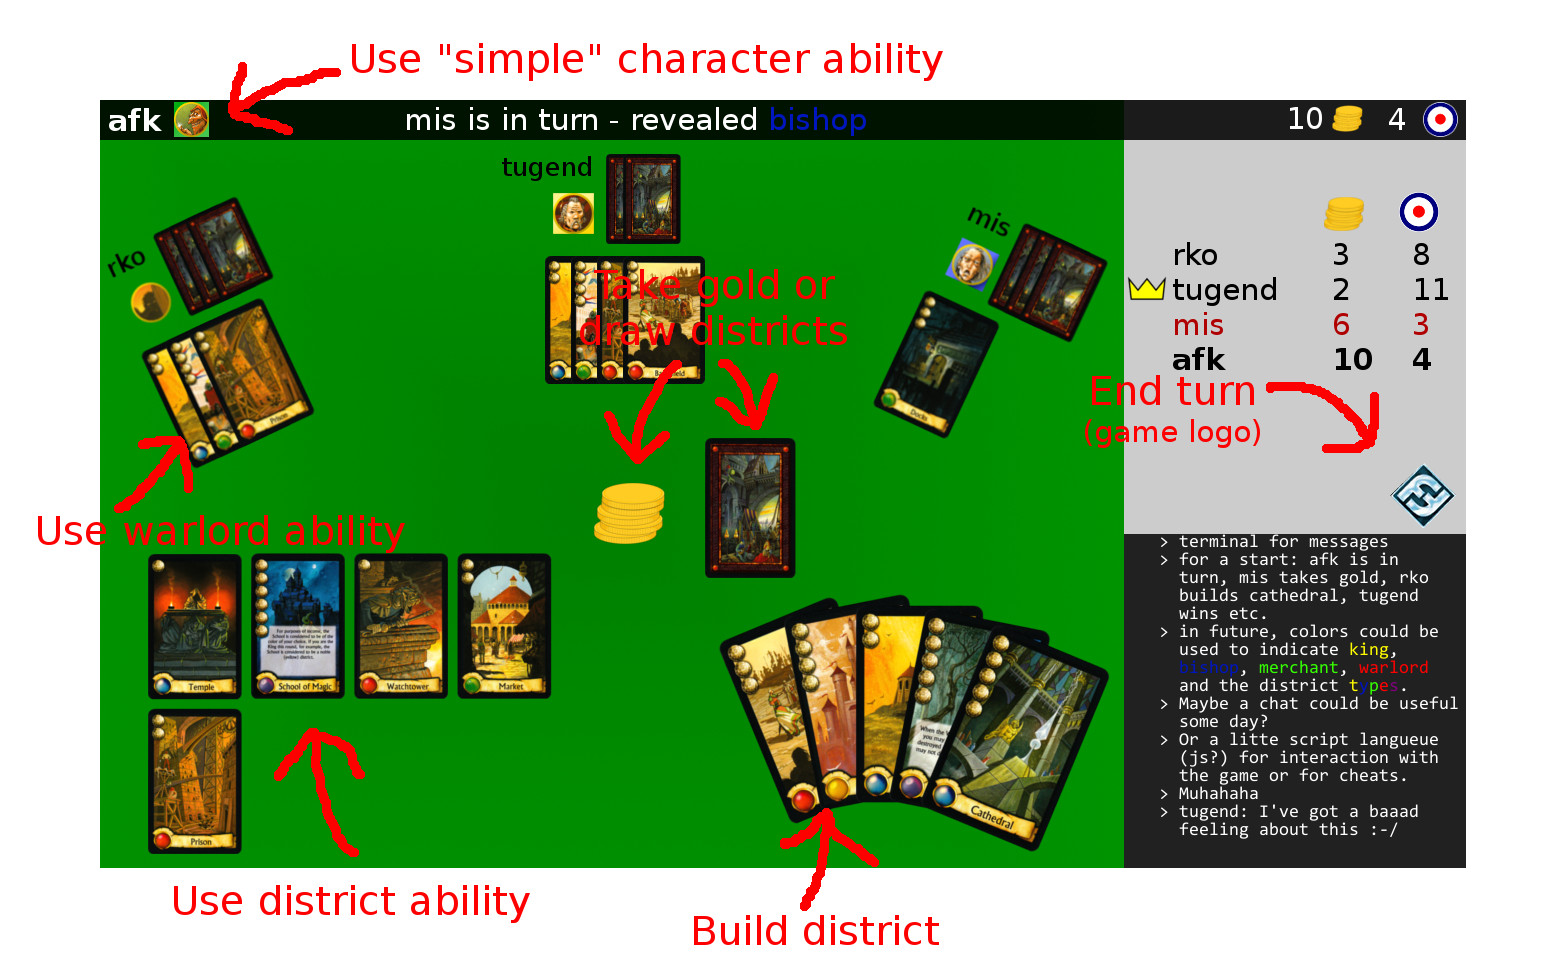 Use "simple" character ability
afk
mis is in turn - revealed bishop
10
4
tugend
mis
rko
rko 3 8
tugend 2 11
mis 6 3
afk 10 4
Take gold or
draw districts
Prison
Docks
End turn
(game logo)
Use warlord ability
Temple
School of Magic
Watchtower
Market
Prison
Cathedral
> terminal for messages
> for a start: afk is in
turn, mis takes gold, rko
builds cathedral, tugend
wins etc.
> in future, colors could be
used to indicate king,
bishop, merchant, warlord
and the district types.
> Maybe a chat could be useful
some day?
> Or a litte script langueue
(js?) for interaction with
the game or for cheats.
> Muhahaha
> tugend: I've got a baaad
feeling about this :-/
Use district ability
Build district